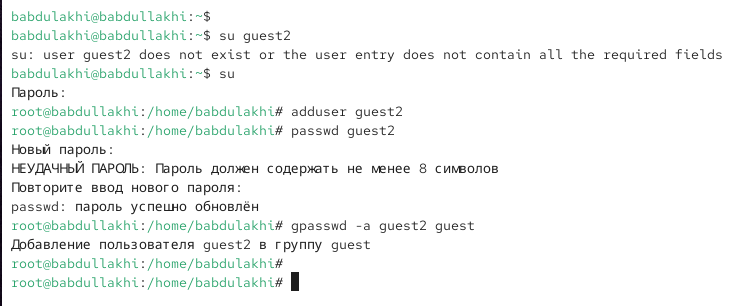 babdulakhi@babdullakhi:~$
babdulakhi@babdullakhi:~$ su guest2
su: user guest2 does not exist or the user entry does not contain all the required fields
babdulakhi@babdullakhi:~$ su
Пароль:
root@babdullakhi:/home/babdulakhi# adduser guest2
root@babdullakhi:/home/babdulakhi# passwd guest2
Новый пароль:
НЕУДАЧНЫЙ ПАРОЛЬ: Пароль должен содержать не менее 8 символов
Повторите ввод нового пароля:
passwd: пароль успешно обновлён
root@babdullakhi:/home/babdulakhi# gpasswd -a guest2 guest
Добавление пользователя guest2 в группу guest
root@babdullakhi:/home/babdulakhi#
root@babdullakhi:/home/babdulakhi#